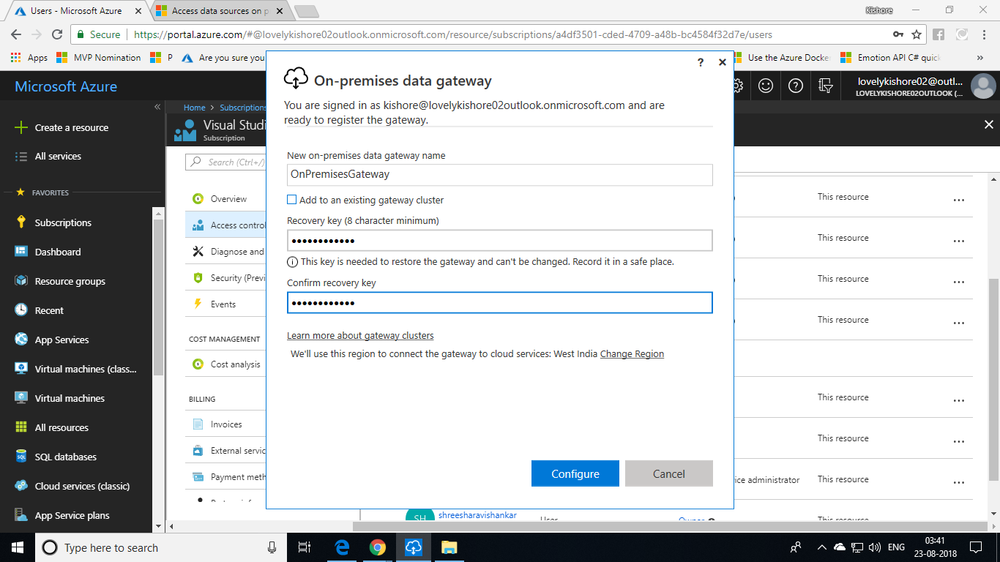 Users - Microsoft Azure
Access data sources on p
Kishore
Secure
https://portal.azure.com/#@lovelykishore02outlook.onmicrosoft.com/resource/subscriptions/a4df3501-cded-4709-a48b-bc4584f32d7e/users
Apps
MVP Nomination
P
Are you sure you
Use the Azure Docke
Emotion API C# quick
»
Microsoft Azure
lovelykishore02@outl...
LOVELYKISHORE02OUTLOOK (...
Create a resource
All services
FAVORITES
Subscriptions
Dashboard
Resource groups
Recent
App Services
Virtual machines (class...
Virtual machines
All resources
SQL databases
Cloud services (classic)
App Service plans
Home > Subscriptions
Visual Studi
Subscription
Search (Ctrl+/)
Overview
Access control
Diagnose and
Security (Previ
Events
COST MANAGEMENT
Cost analysis
BILLING
Invoices
External servic
Payment meth
?
On-premises data gateway
You are signed in as kishore@lovelykishore02outlook.onmicrosoft.com and are
ready to register the gateway.
New on-premises data gateway name
OnPremisesGateway
Add to an existing gateway cluster
Recovery key (8 character minimum)
••••••••••••
This key is needed to restore the gateway and can't be changed. Record it in a safe place.
Confirm recovery key
••••••••••••
Learn more about gateway clusters
We'll use this region to connect the gateway to cloud services: West India Change Region
Configure
Cancel
This resource ...
This resource ...
This resource ...
This resource ...
This resource ...
This resource ...
ice administrator This resource ...
SH shreesharavishankar User Owner This resource
Type here to search
ENG
03:41
23-08-2018